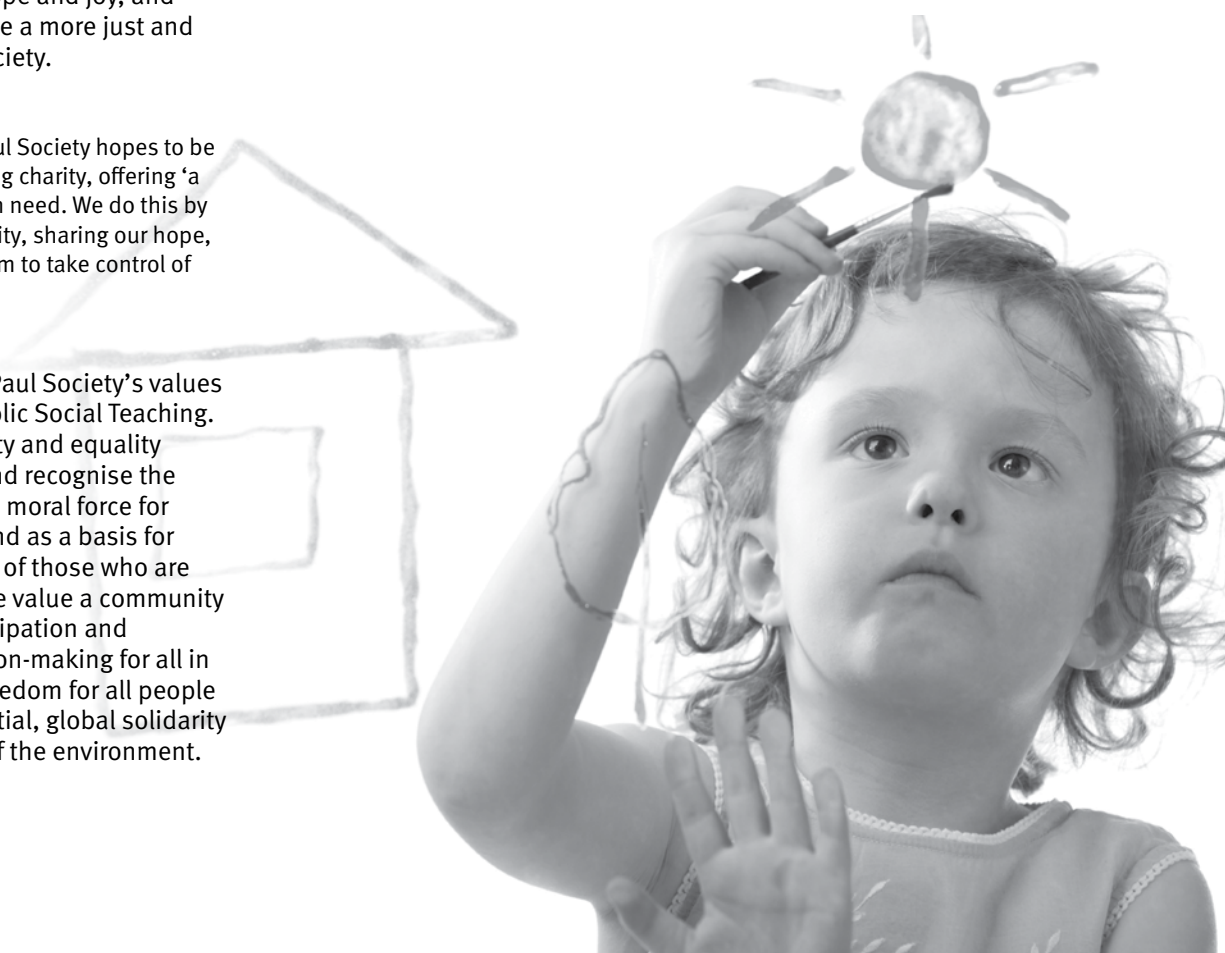 pe and joy, and
e a more just and
ciety.
ul Society hopes to be
g charity, offering ‘a
n need. We do this by
ity, sharing our hope,
m to take control of
Paul Society’s values
olic Social Teaching.
ty and equality
nd recognise the
moral force for
nd as a basis for
of those who are
e value a community
ipation and
on-making for all in
edom for all people
tial, global solidarity
f the environment.